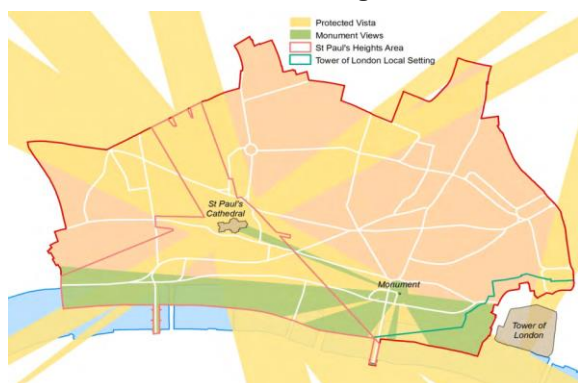 Protected Vista
Monument Views
St Paul's Heights Area
Tower of London Local Setting
St Paul's
Cathedral
Monument
Tower of
London